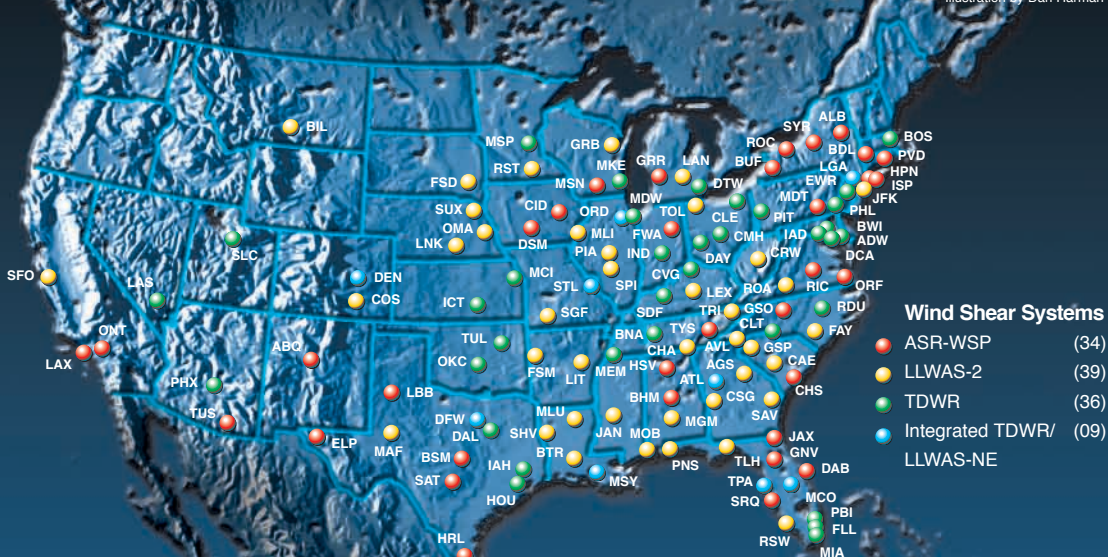 Illustration by Dan Harman
ALB
SYR
BOS
ROC
BDL
BIL
MSP
GRB
BUF
PVD
LGA
HPN
MKE
GRR
LAN
RST
MSN
DTW
EWR
ISP
FSD
MDW
JFK
MDT
SUX
CID
ORD
TOL
CLE
PIT
PHL
OMA
MLI
FWA
IAD
BWI
LNK
DSM
CMH
ADW
SLC
PIA
IND
DAY
CRW
DCA
SFO
DEN
MCI
STL
SPI
CVG
LAS
COS
ICT
LEX
ROA
RIC
ORF
SGF
SDF
TRI
GSO
RDU
Wind Shear Systems
ONT
TUL
BNA
TYS
CLT
FAY
ABQ
CHA
AVL
GSP
ASR-WSP (34)
LAX
OKC
FSM
LIT
MEM
HSV
AGS
CAE
LLWAS-2 (39)
PHX
ATL
CHS
LBB
BHM
CSG
TDWR (36)
TUS
DFW
MLU
SAV
DAL
SHV
JAN
MOB
MGM
Integrated TDWR/ (09)
ELP
MAF
JAX
LLWAS-NE
BSM
BTR
PNS
TLH
GNV
IAH
DAB
SAT
MSY
TPA
HOU
SRQ
MCO
PBI
HRL
FLL
RSW
MIA